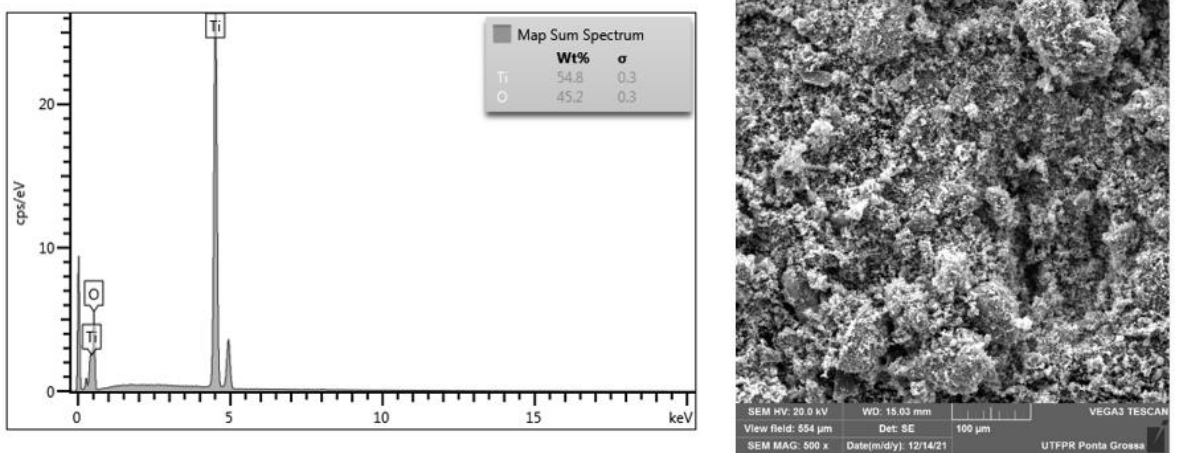 Ti
Map Sum Spectrum
Wt% σ
Ti 54.8 0.3
O 45.2 0.3
20
cps/eV
10
O
Ti
0
0 5 10 15 keV
SEM HV: 20.0 kV WD: 15.03 mm VEGA3 TESCAN
View field: 554 µm Det: SE 100 µm
SEM MAG: 500 x Date(m/d/y): 12/14/21 UTFPR Ponta Grossa